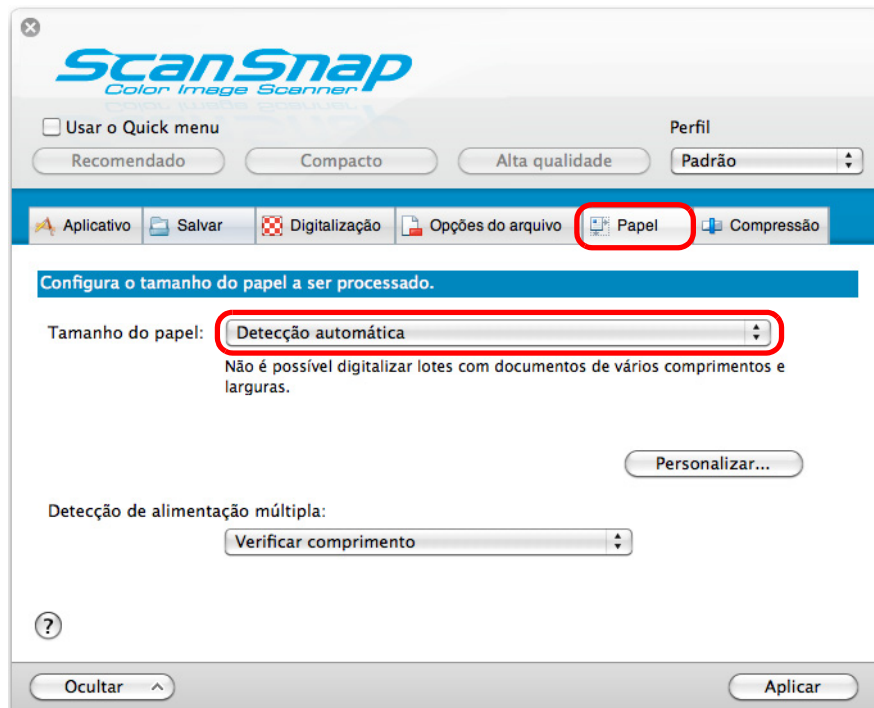 ScanSnap
Color Image Scanner
Usar o Quick menu
Perfil
Recomendado Compacto Alta qualidade Padrão
Aplicativo Salvar Digitalização Opções do arquivo Papel Compressão
Configura o tamanho do papel a ser processado.
Tamanho do papel: Detecção automática
Não é possível digitalizar lotes com documentos de vários comprimentos e
larguras.
Personalizar...
Detecção de alimentação múltipla:
Verificar comprimento
?
Ocultar Aplicar